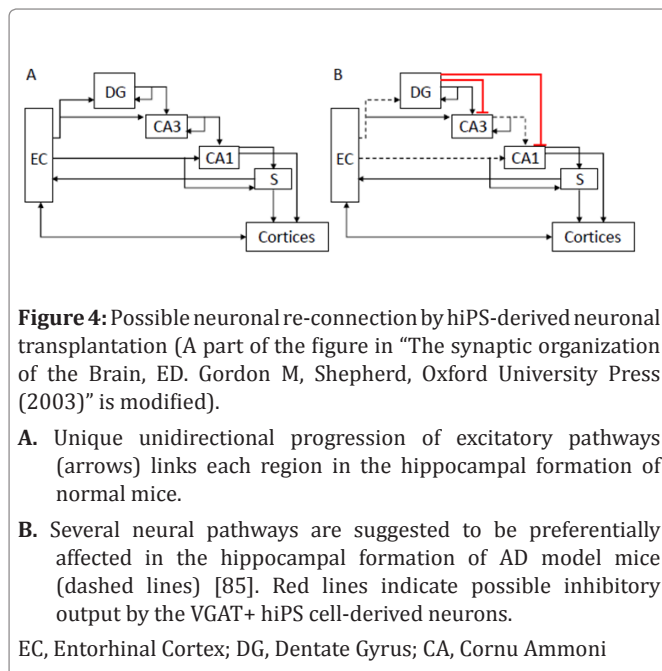 A
DG
CA3
EC
CA1
S
Cortices
B
DG
CA3
EC
CA1
S
Cortices
Figure 4: Possible neuronal re-connection by hiPS-derived neuronal
transplantation (A part of the figure in “The synaptic organization
of the Brain, ED. Gordon M, Shepherd, Oxford University Press
(2003)” is modified).
A. Unique unidirectional progression of excitatory pathways
(arrows) links each region in the hippocampal formation of
normal mice.
B. Several neural pathways are suggested to be preferentially
affected in the hippocampal formation of AD model mice
(dashed lines) [85]. Red lines indicate possible inhibitory
output by the VGAT+ hiPS cell-derived neurons.
EC, Entorhinal Cortex; DG, Dentate Gyrus; CA, Cornu Ammoni